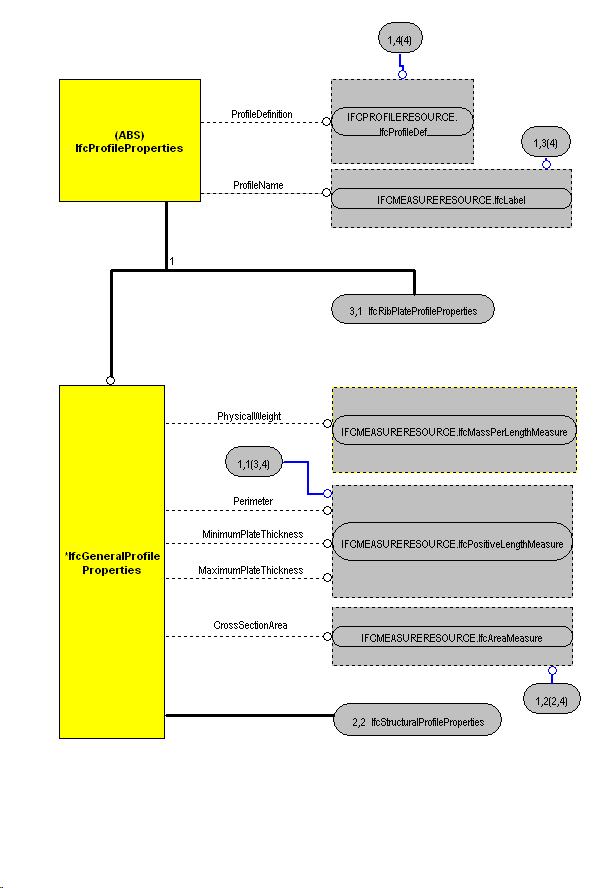 1,4(4)
(ABS)
IfcProfileProperties
ProfileDefinition
IFCPROFILERESOURCE.
IfcProfileDef
1,3(4)
ProfileName
IFCMEASURERESOURCE.IfcLabel
1
3,1 IfcRibPlateProfileProperties
PhysicalWeight
IFCMEASURERESOURCE.IfcMassPerLengthMeasure
1,1(3,4)
Perimeter
MinimumPlateThickness
IFCMEASURERESOURCE.IfcPositiveLengthMeasure
*IfcGeneralProfile
Properties
MaximumPlateThickness
CrossSectionArea
IFCMEASURERESOURCE.IfcAreaMeasure
1,2(2,4)
2,2 IfcStructuralProfileProperties